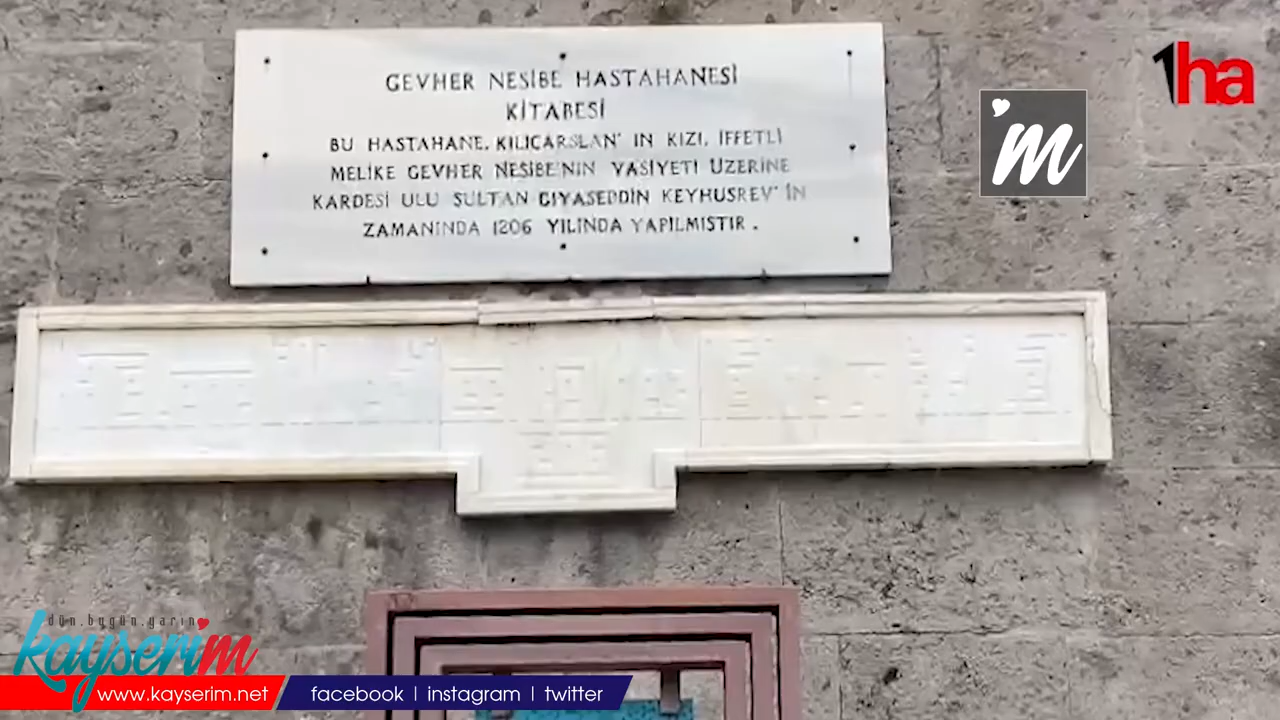 GEVHER NESİBE HASTAHANESİ
KİTABESİ
BU HASTAHANE, KILIÇARSLAN' IN KIZI, İFFETLİ
MELİKE GEVHER NESİBE'NİN VASİYETİ ÜZERİNE
KARDEŞİ ULU SULTAN GIYASEDDİN KEYHUSREV' İN
ZAMANINDA 1206 YILINDA YAPILMIŞTIR .
1ha
'm
dün.bugün.yarın
kayserim
www.kayserim.net
facebook | instagram | twitter